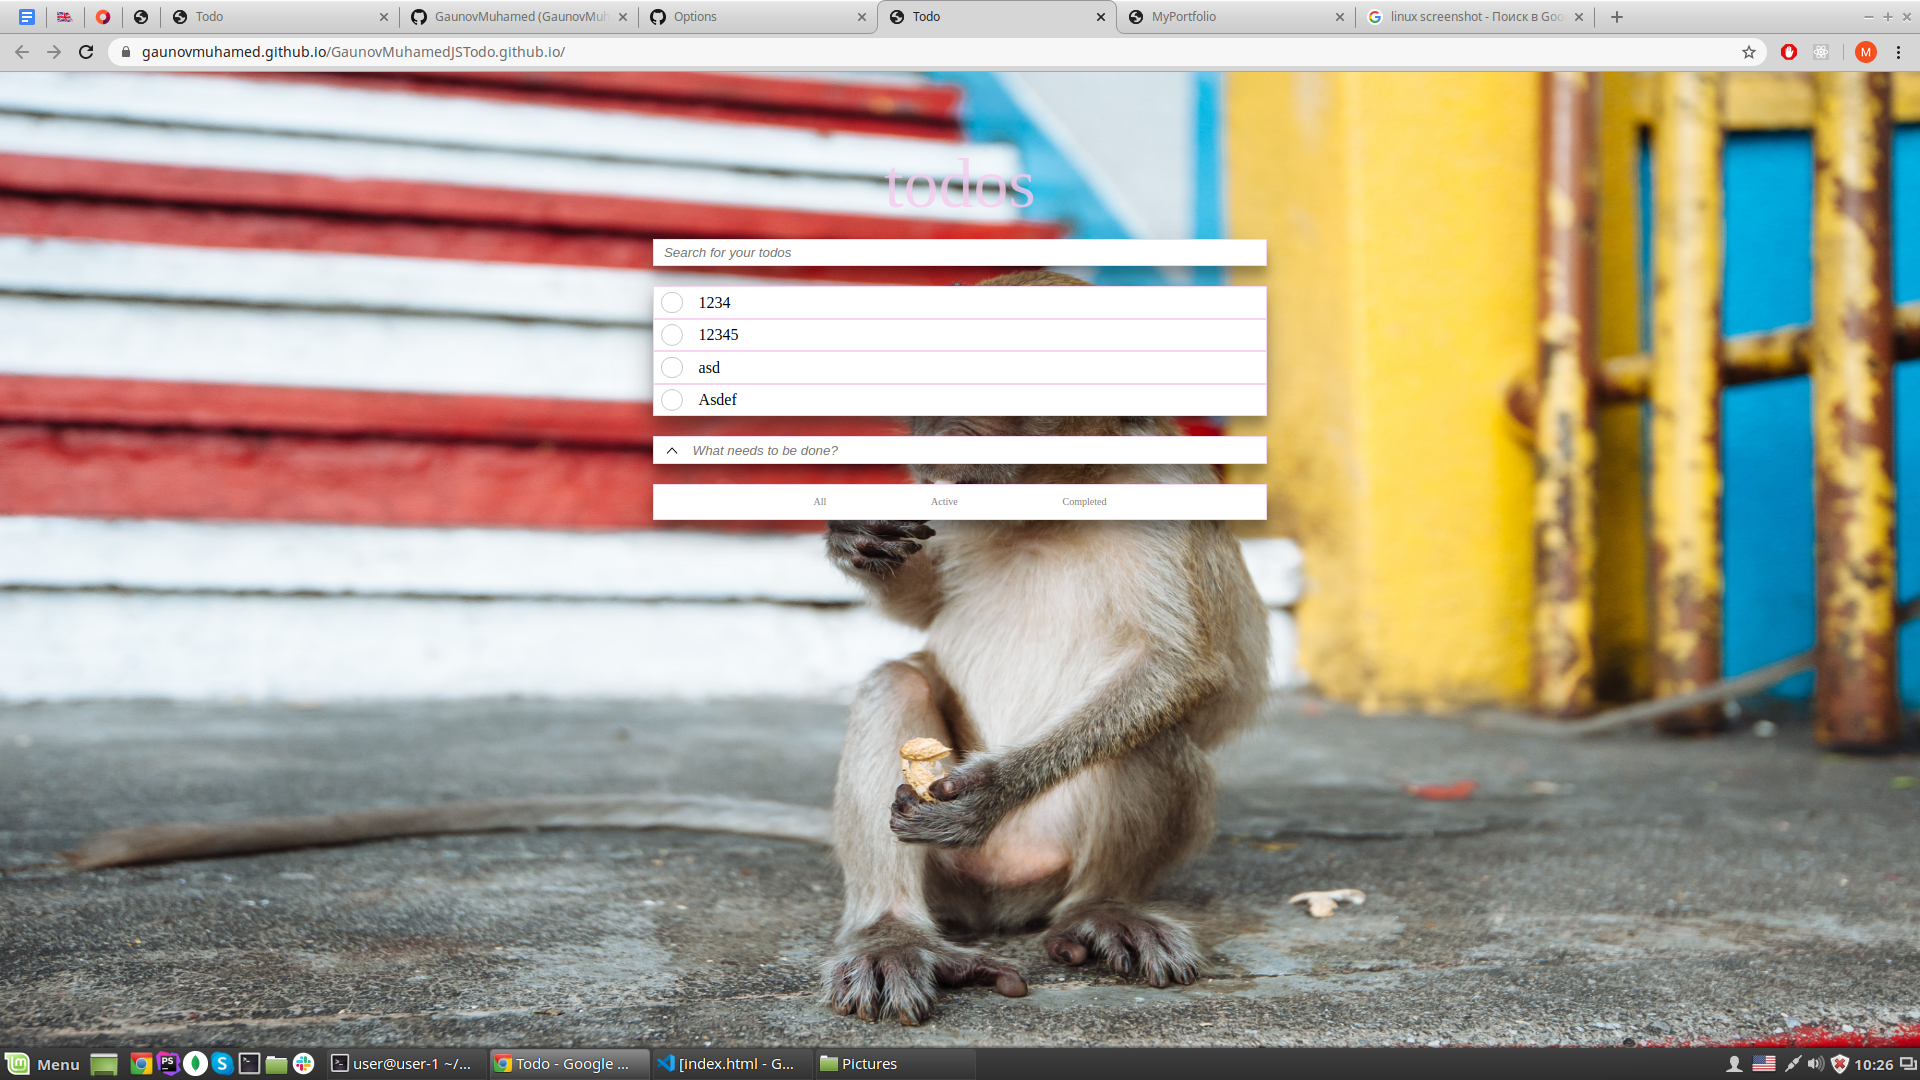 Todo
GaunovMuhamed (GaunovMuh
Options
Todo
MyPortfolio
linux screenshot - Поиск в Goo
gaunovmuhamed.github.io/GaunovMuhamedJSTodo.github.io/
M
todos
Search for your todos
1234
12345
asd
Asdef
What needs to be done?
All Active Completed
Menu
PS
user@user-1 ~/...
Todo - Google ...
[index.html - G...
Pictures
10:26